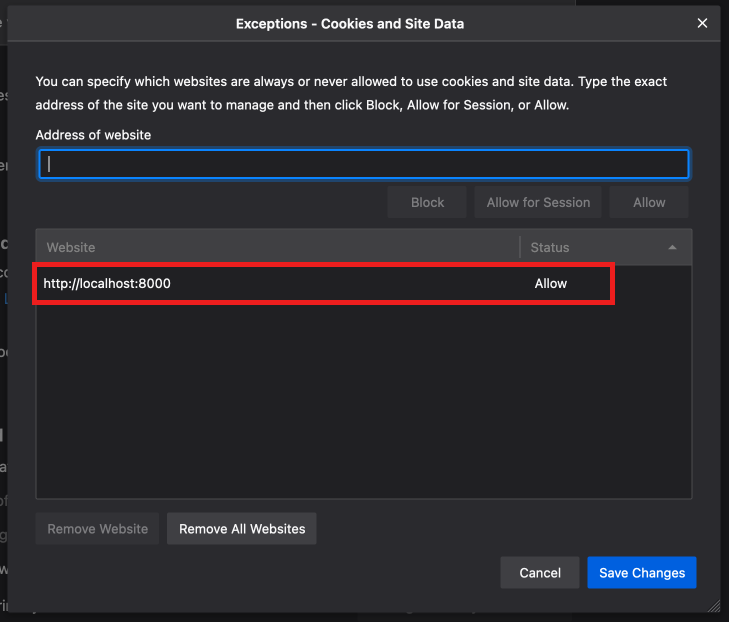 Exceptions - Cookies and Site Data
You can specify which websites are always or never allowed to use cookies and site data. Type the exact
address of the site you want to manage and then click Block, Allow for Session, or Allow.
Address of website
Block Allow for Session Allow
Website Status
http://localhost:8000 Allow
Remove Website Remove All Websites
Cancel Save Changes